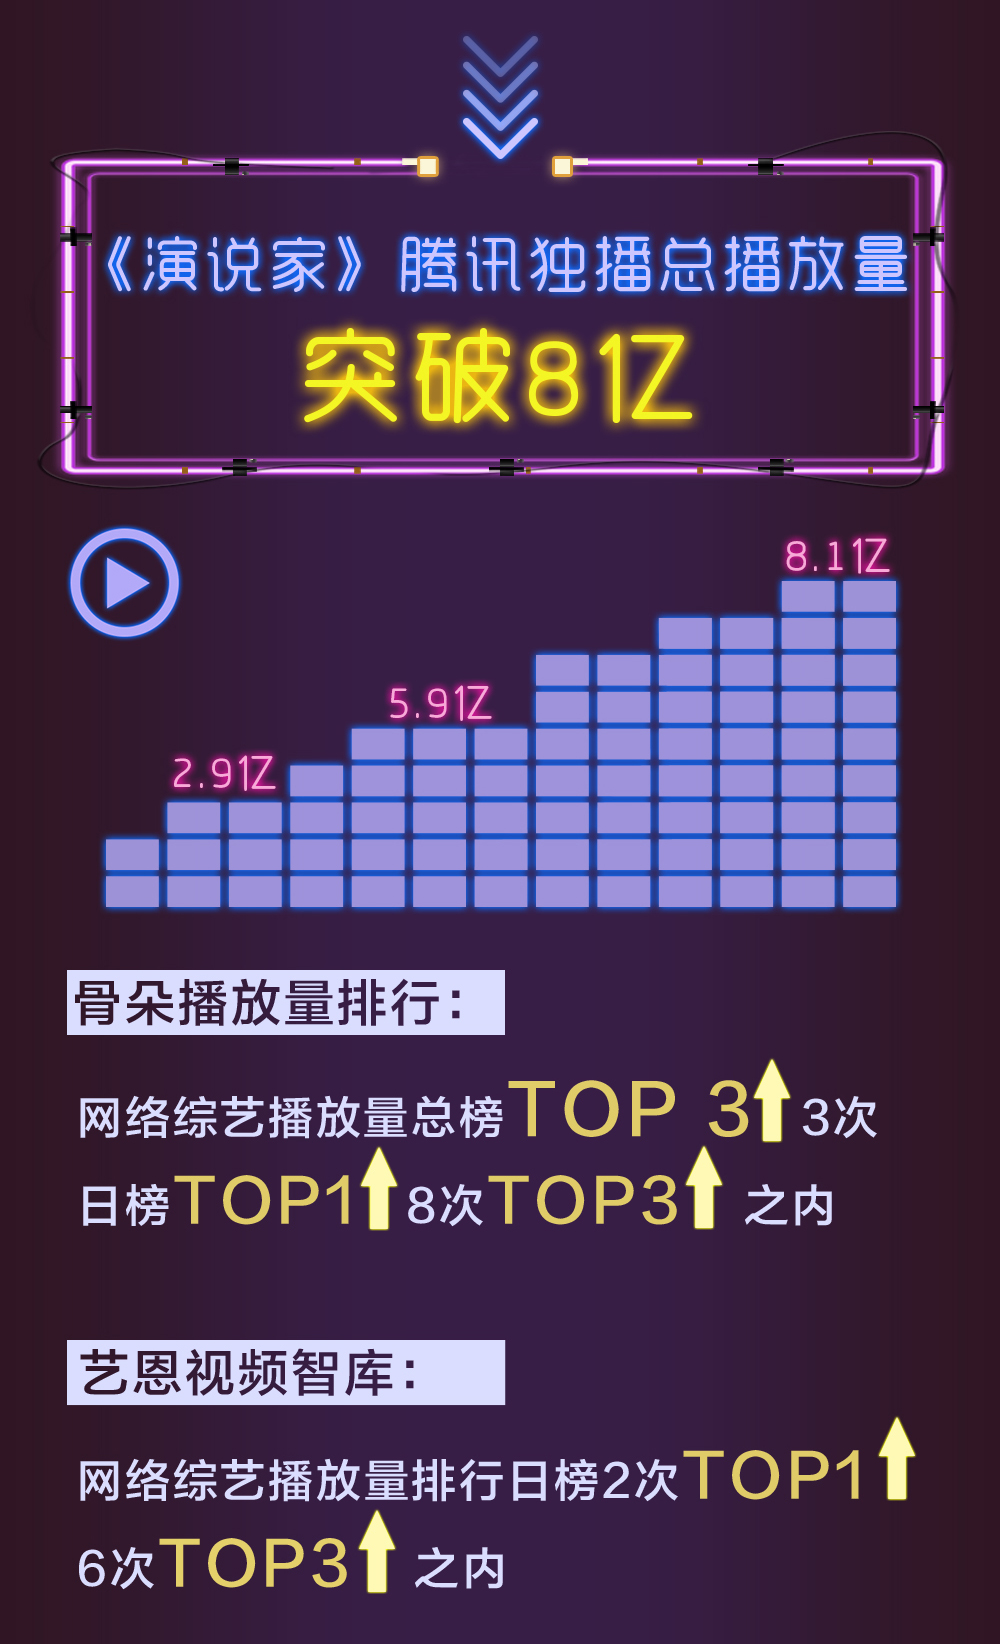 《演说家》腾讯独播总播放量
突破8亿
8.1亿
5.9亿
2.9亿
骨朵播放量排行：
网络综艺播放量总榜TOP 3 3次
日榜TOP1 8次TOP3 之内
艺恩视频智库：
网络综艺播放量排行日榜2次TOP1
6次TOP3 之内